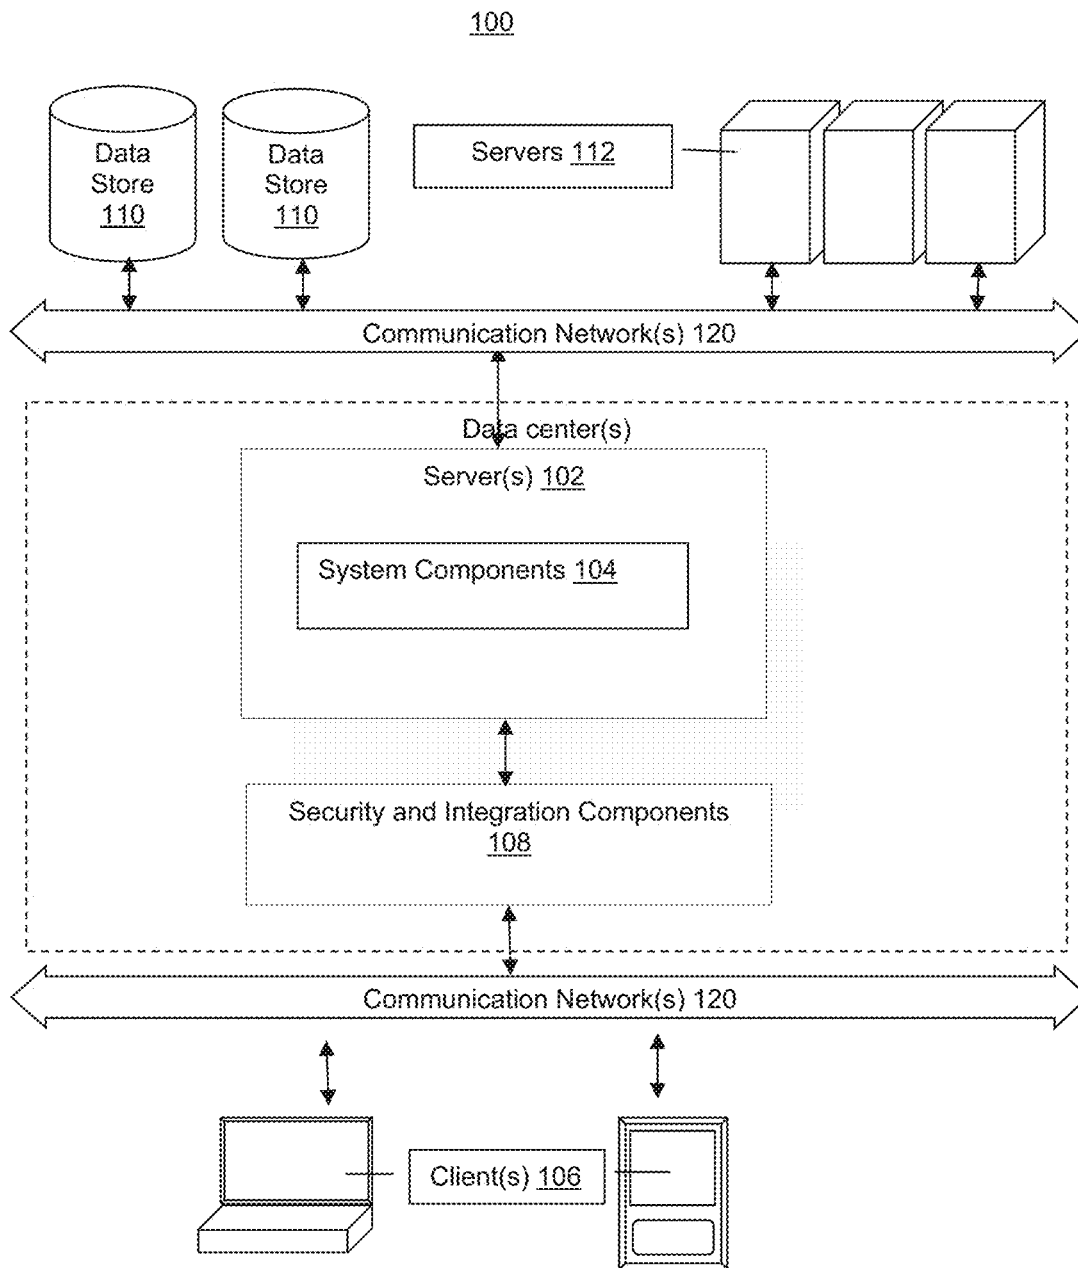 100
Data
Store
110
Data
Store
110
Servers 112
Communication Network(s) 120
Data center(s)
Server(s) 102
System Components 104
Security and Integration Components
108
Communication Network(s) 120
Client(s) 106